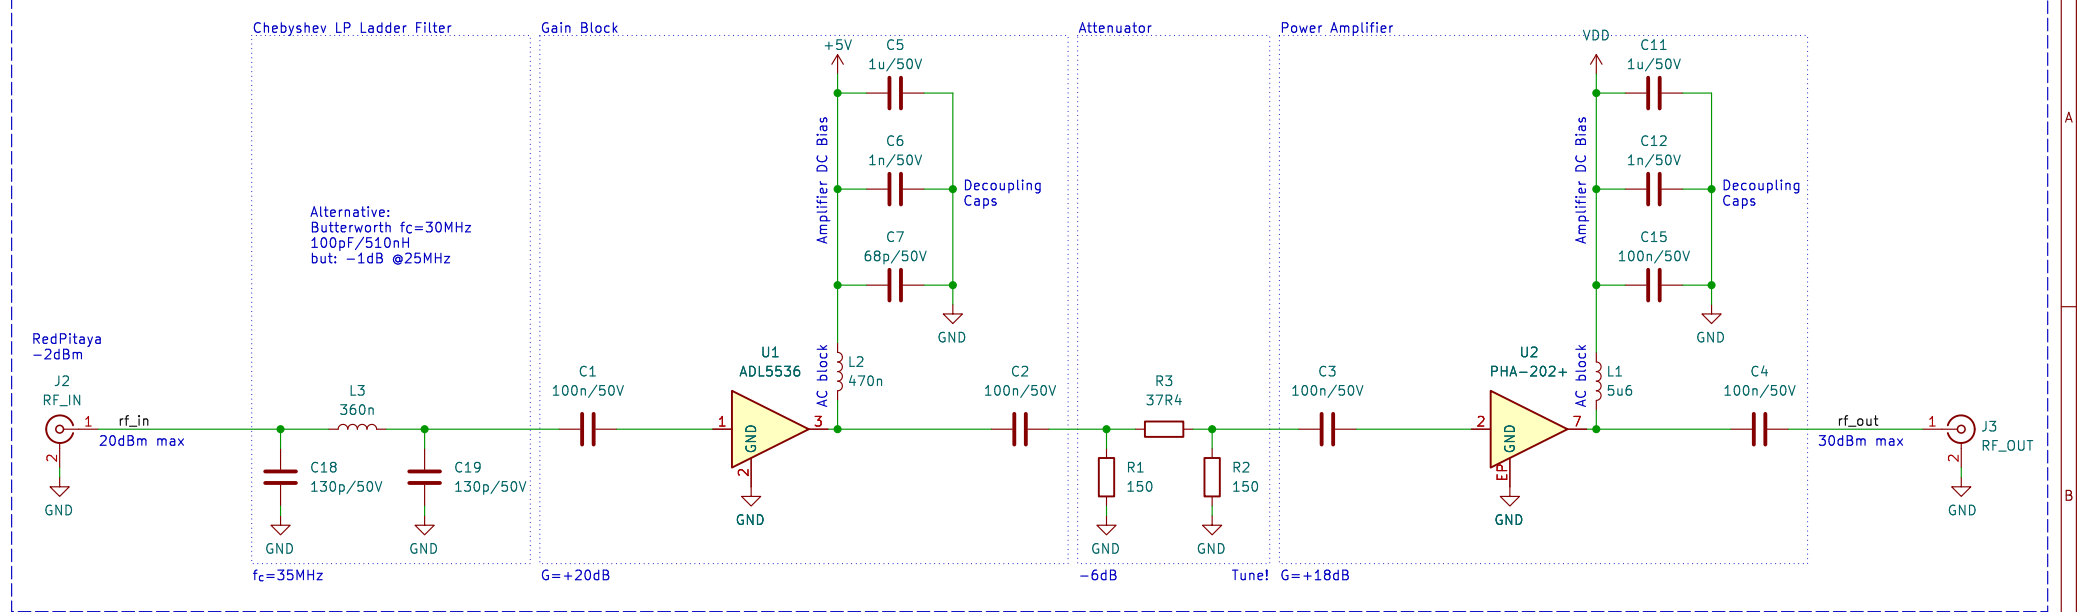 Chebyshev LP Ladder Filter
Alternative:
Butterworth fc=30MHz
100pF/510nH
but: -1dB @25MHz
RedPitaya
-2dBm
J2
RF_IN
1
2
GND
rf_in
20dBm max
L3
360n
C18
130p/50V
GND
C19
130p/50V
GND
fc=35MHz
Gain Block
+5V
C5
1u/50V
C6
1n/50V
C7
68p/50V
Amplifier DC Bias
Decoupling
Caps
GND
AC block
L2
470n
C1
100n/50V
U1
ADL5536
1
3
GND
2
GND
C2
100n/50V
G=+20dB
Attenuator
R3
37R4
R1
150
GND
R2
150
GND
-6dB
Tune!
Power Amplifier
VDD
C11
1u/50V
C12
1n/50V
C15
100n/50V
Amplifier DC Bias
Decoupling
Caps
GND
AC block
L1
5u6
C3
100n/50V
U2
PHA-202+
2
7
GND
EP
GND
C4
100n/50V
G=+18dB
rf_out
30dBm max
1
J3
RF_OUT
2
GND
A
B